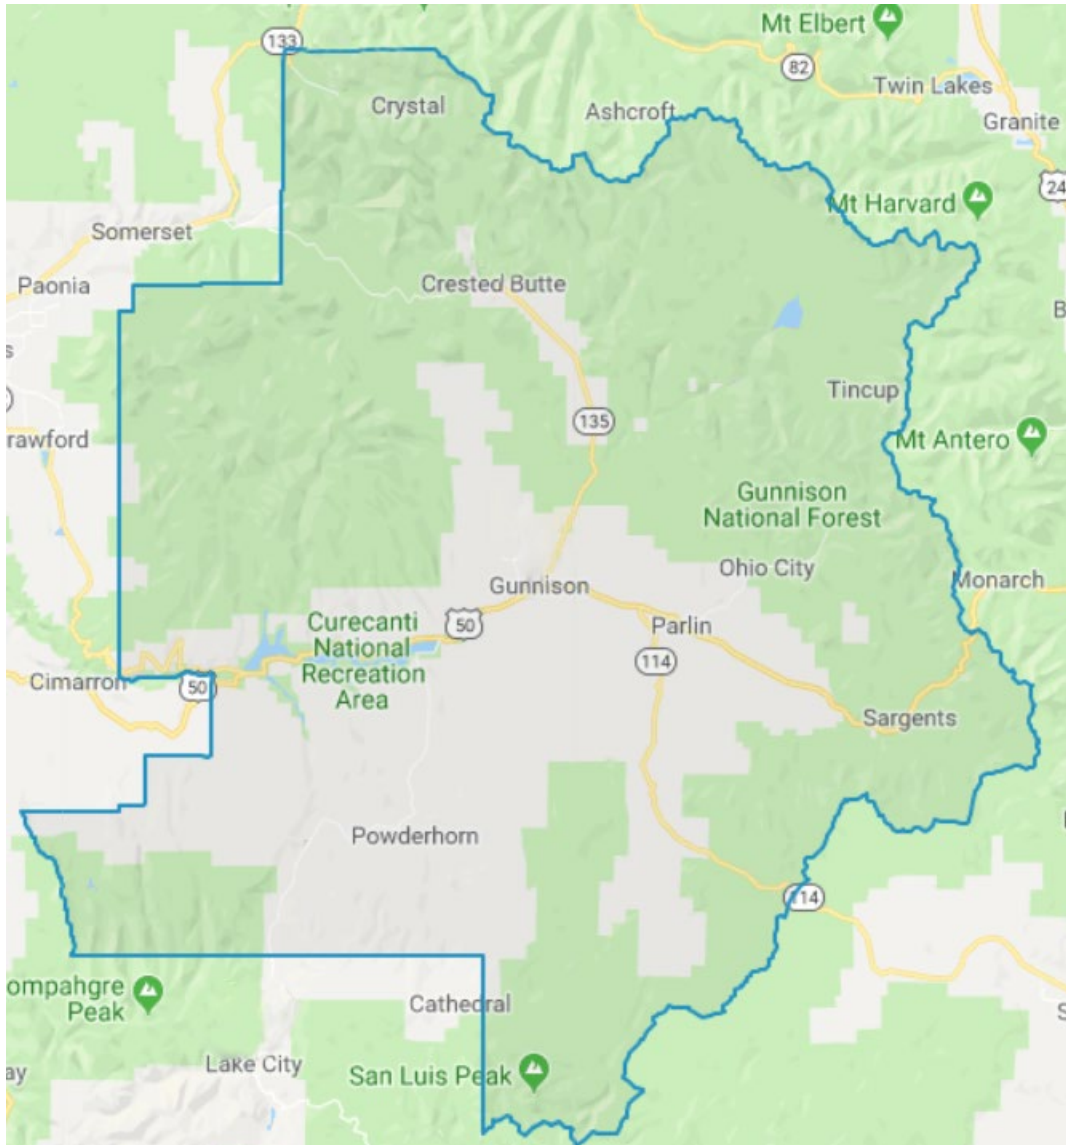 133
Mt Elbert
82
Twin Lakes
Crystal
Ashcroft
Granite
24
Mt Harvard
Somerset
Paonia
Crested Butte
B
s
Tincup
135
rawford
Mt Antero
Gunnison
National Forest
Ohio City
Gunnison
Monarch
Curecanti
National
Recreation
Area
50
Parlin
114
Cimarron
50
Sargents
Powderhorn
114
ompahgre
Peak
Cathedral
S
Lake City
San Luis Peak
ay